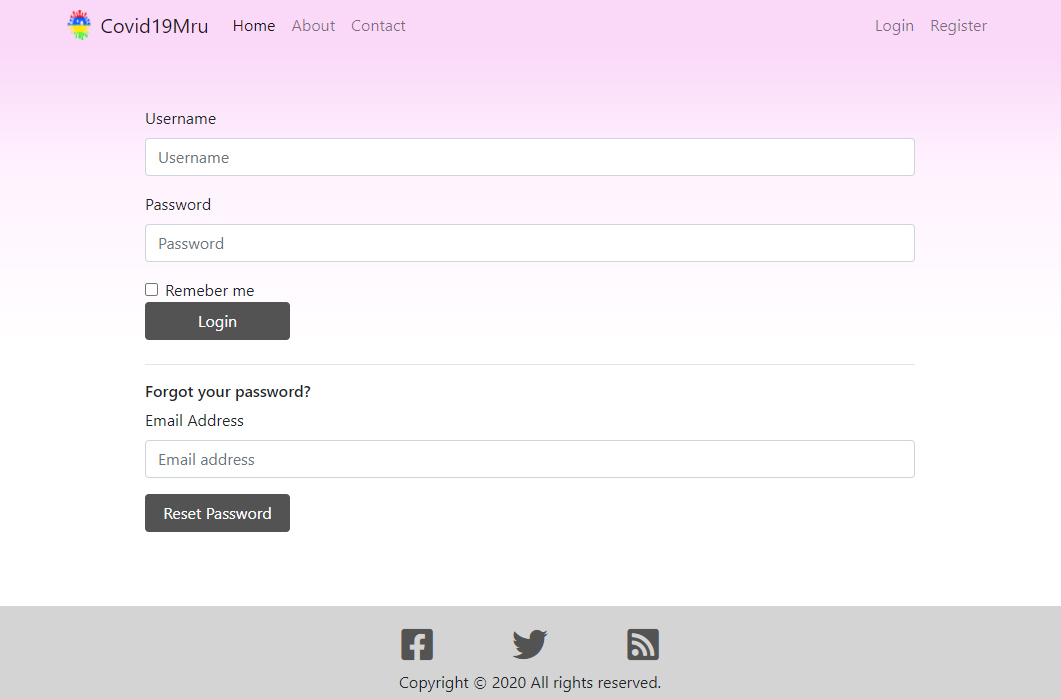 Covid19Mru Home About Contact Login Register
Username
Username
Password
Password
Remeber me
Login
Forgot your password?
Email Address
Email address
Reset Password
Copyright © 2020 All rights reserved.